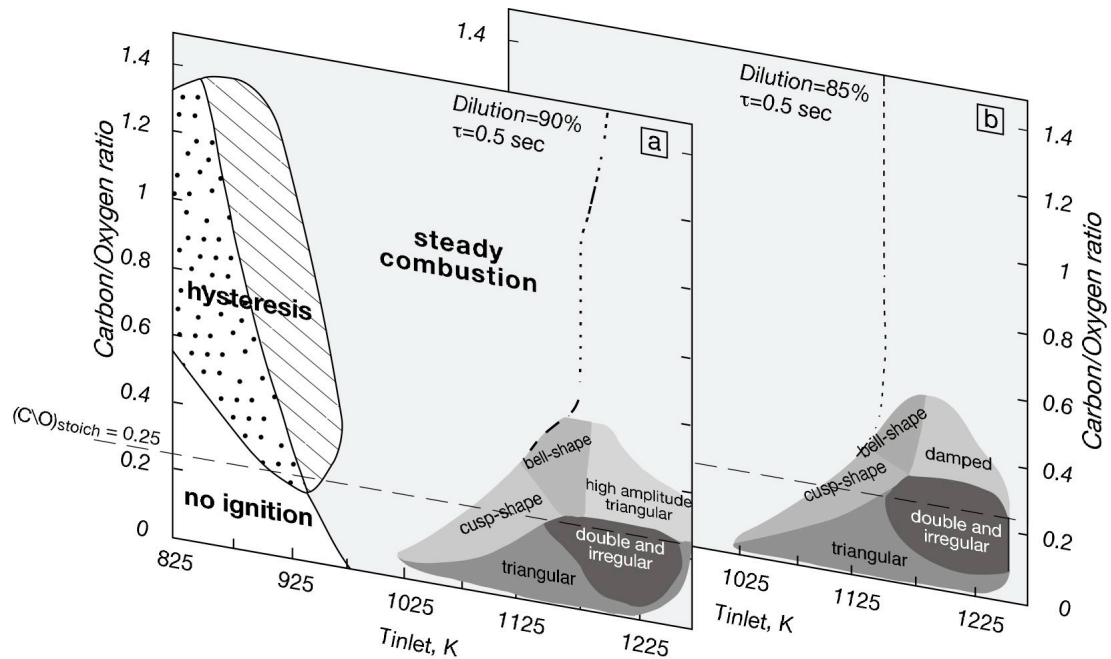 1.4
1.2
1
0.8
0.6
0.4
0.2
0
Carbon/Oxygen ratio
(C\O)stoich = 0.25
Dilution=90%
τ=0.5 sec
a
steady
combustion
hysteresis
no ignition
bell-shape
cusp-shape
high amplitude
triangular
double and
irregular
triangular
825
925
1025
1125
1225
Tinlet, K
1.4
Dilution=85%
τ=0.5 sec
b
bell-shape
cusp-shape
damped
double and
irregular
triangular
1025
1125
1225
Tinlet, K
1.4
1.2
1
0.8
0.6
0.4
0.2
0
Carbon/Oxygen ratio